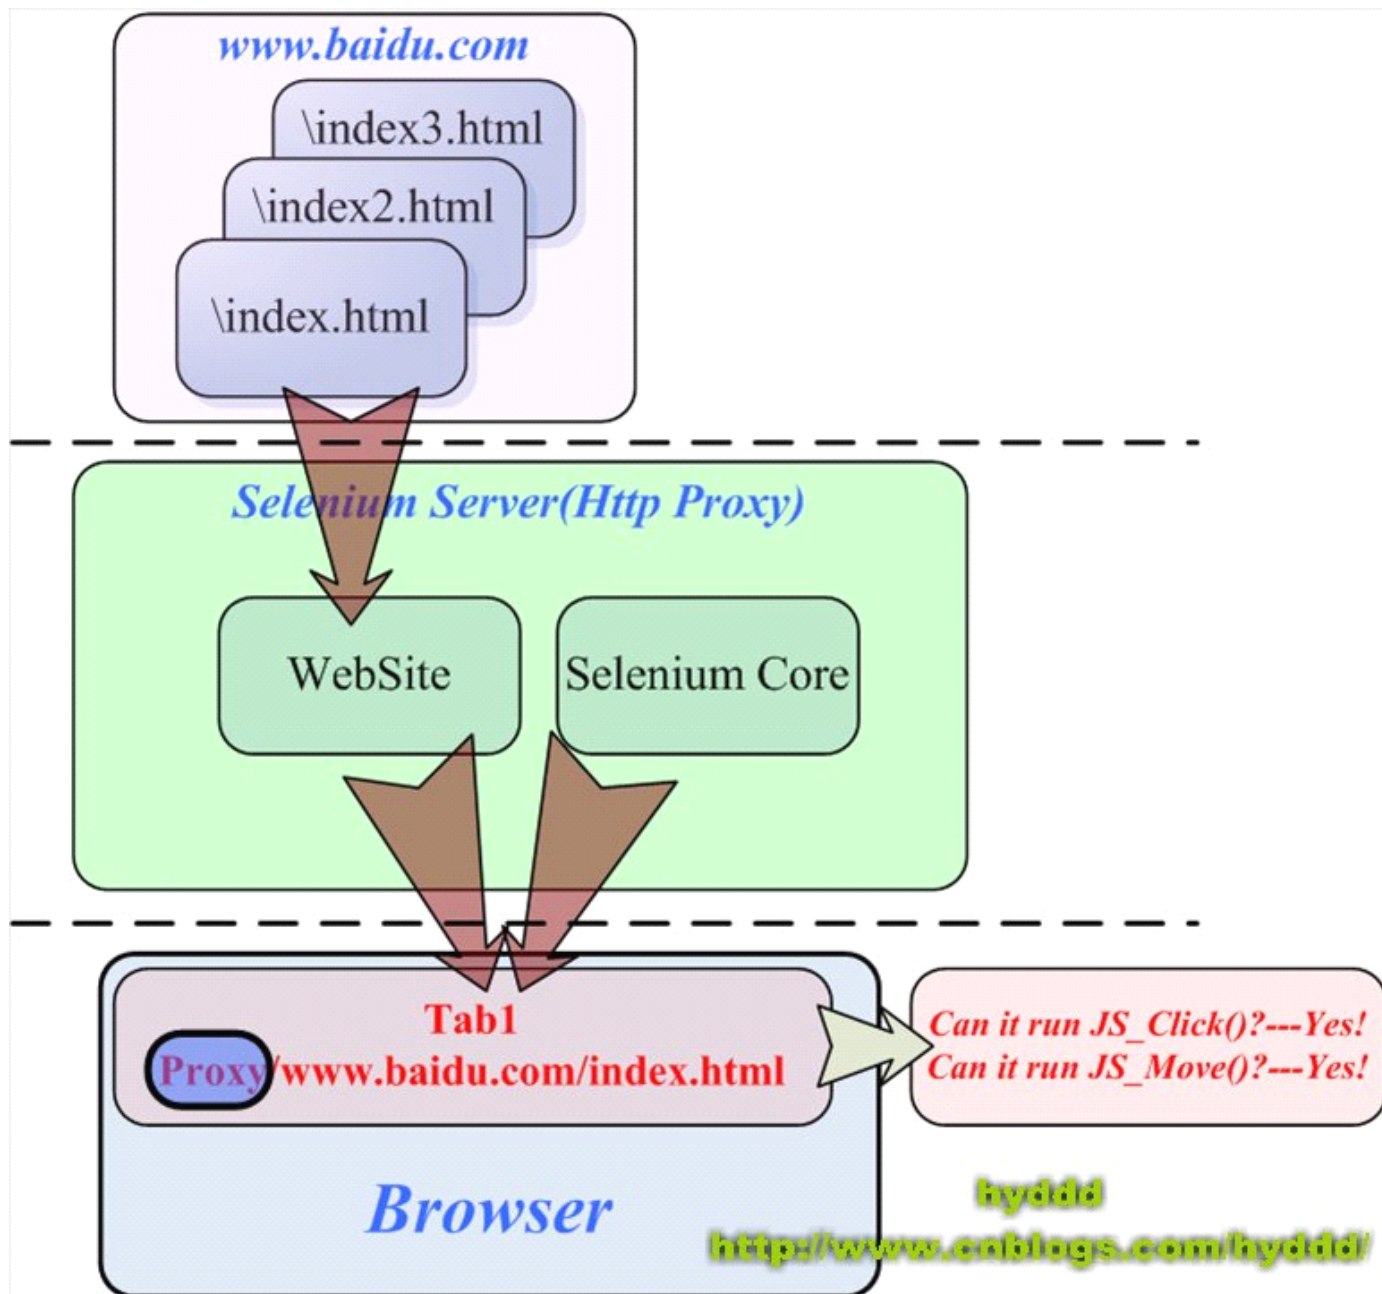 www.baidu.com
\index3.html
\index2.html
\index.html
Selenium Server(Http Proxy)
WebSite
Selenium Core
Tab1
Proxy/www.baidu.com/index.html
Can it run JS_Click()?---Yes!
Can it run JS_Move()?---Yes!
Browser
hyddd
http://www.cnblogs.com/hyddd/